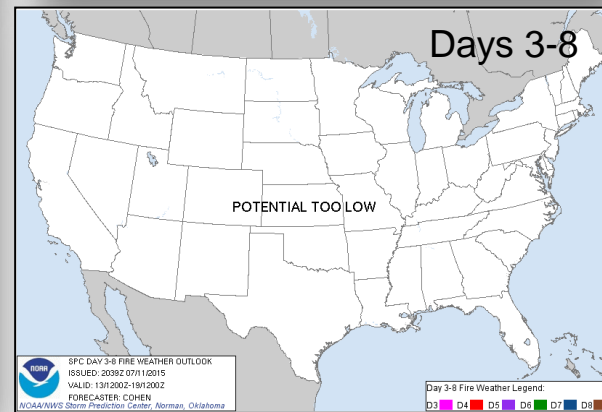 Days 3-8
POTENTIAL TOO LOW
NOAA
SPC DAY 3-8 FIRE WEATHER OUTLOOK
ISSUED: 2039Z 07/11/2015
VALID: 13/1200Z-19/1200Z
FORECASTER: COHEN
NOAA/NWS Storm Prediction Center, Norman, Oklahoma
Day 3-8 Fire Weather Legend:
D3 D4 D5 D6 D7 D8